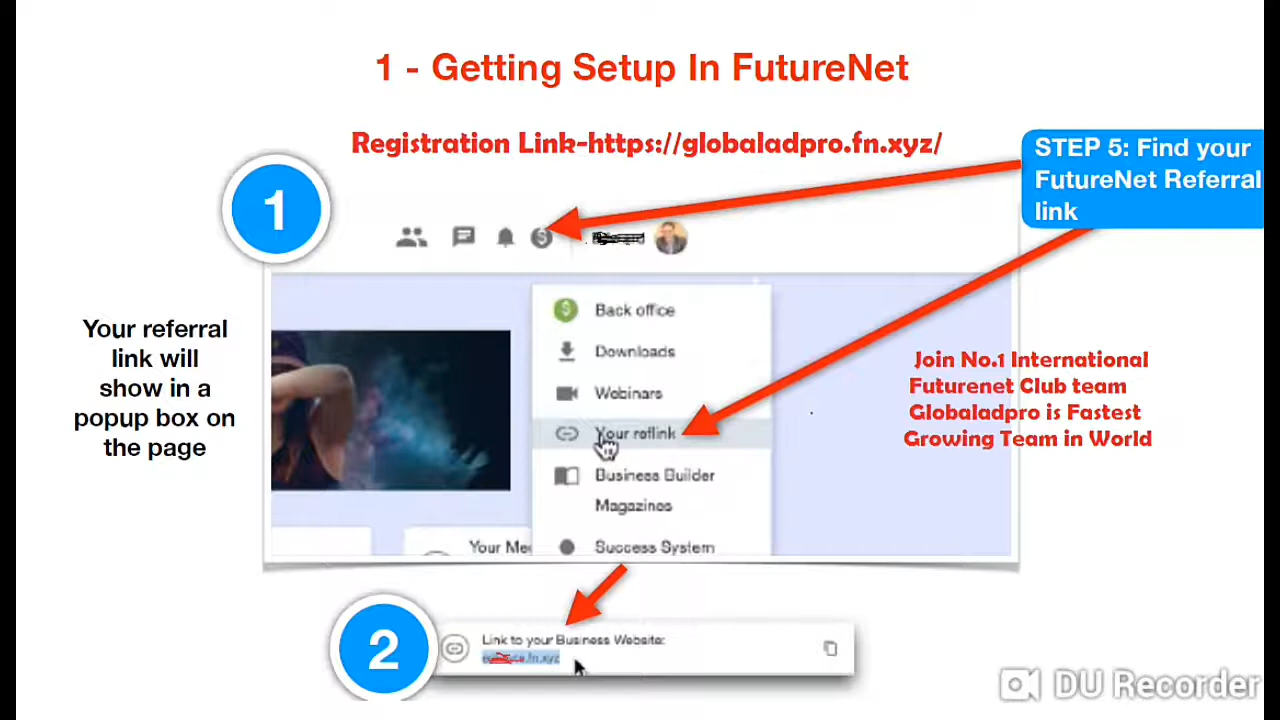 1 - Getting Setup In FutureNet
Registration Link-https://globaladpro.fn.xyz/
STEP 5: Find your
FutureNet Referral
link
1
Your referral
link will
show in a
popup box on
the page
Back office
Downloads
Webinars
Your reflink
Business Builder
Magazines
Your Me
Success System
Join No.1 International
Futurenet Club team
Globaladpro is Fastest
Growing Team in World
2
Link to your Business Website:
.fn.xyz
DU Recorder